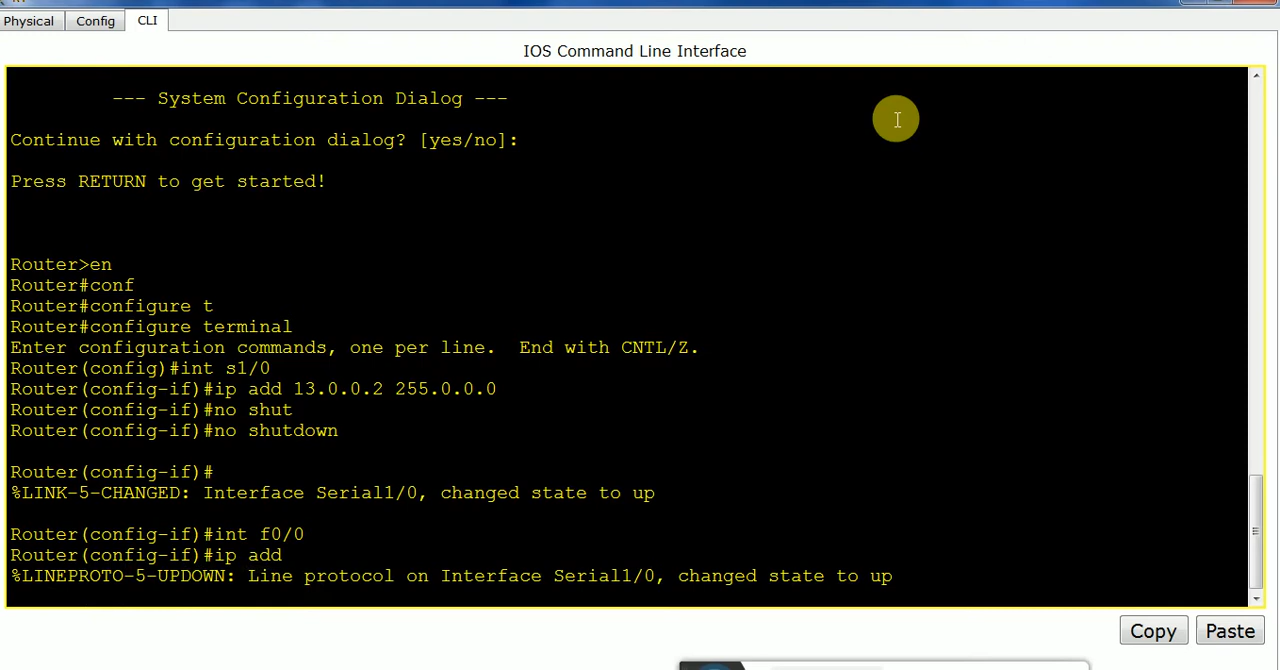 Physical
Config
CLI
IOS Command Line Interface
--- System Configuration Dialog ---
Continue with configuration dialog? [yes/no]:
Press RETURN to get started!
Router>en
Router#conf
Router#configure t
Router#configure terminal
Enter configuration commands, one per line.  End with CNTL/Z.
Router(config)#int s1/0
Router(config-if)#ip add 13.0.0.2 255.0.0.0
Router(config-if)#no shut
Router(config-if)#no shutdown
Router(config-if)#
%LINK-5-CHANGED: Interface Serial1/0, changed state to up
Router(config-if)#int f0/0
Router(config-if)#ip add
%LINEPROTO-5-UPDOWN: Line protocol on Interface Serial1/0, changed state to up
Copy
Paste